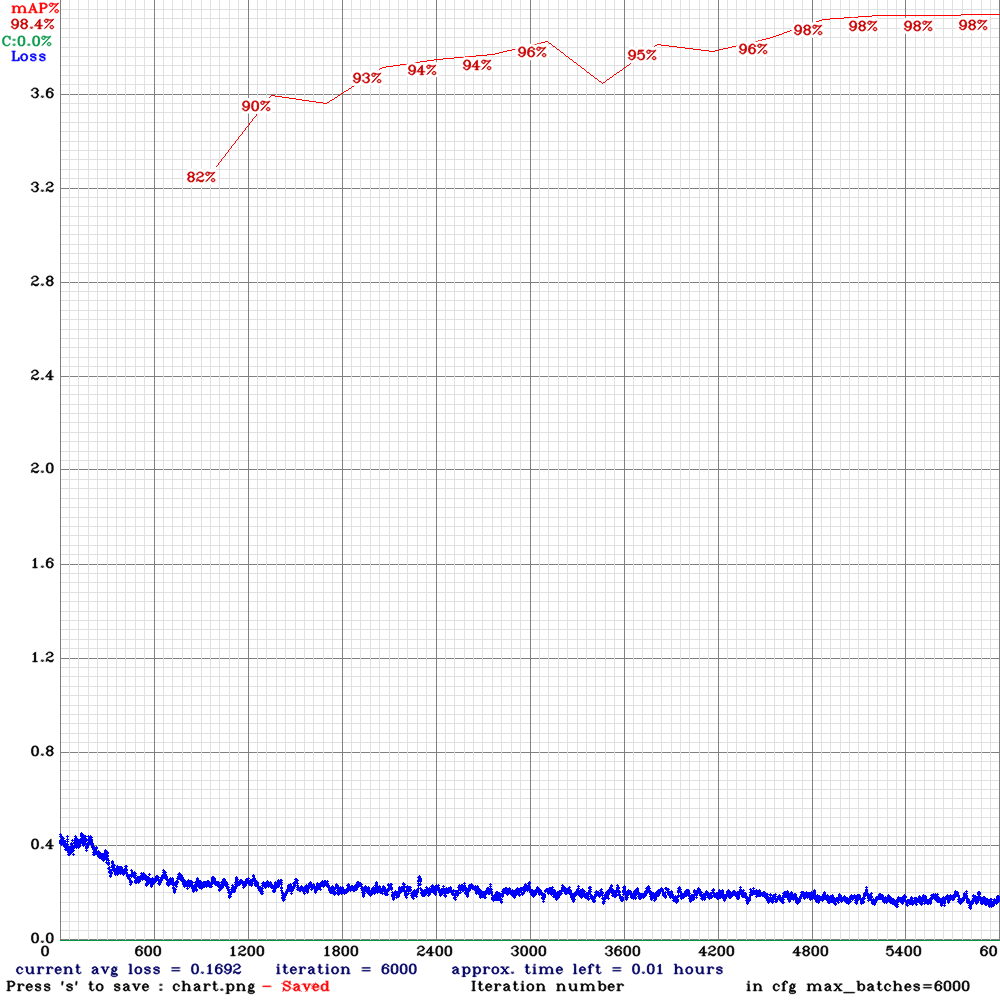 mAP%
98.4%
C:0.0%
Loss
98% 98% 98% 98%
96% 95% 96%
93% 94% 94%
90%
82%
3.6
3.2
2.8
2.4
2.0
1.6
1.2
0.8
0.4
0.0
0 600 1200 1800 2400 3000 3600 4200 4800 5400 60
current avg loss = 0.1692 iteration = 6000 approx. time left = 0.01 hours
Press 's' to save : chart.png - Saved Iteration number in cfg max_batches=6000